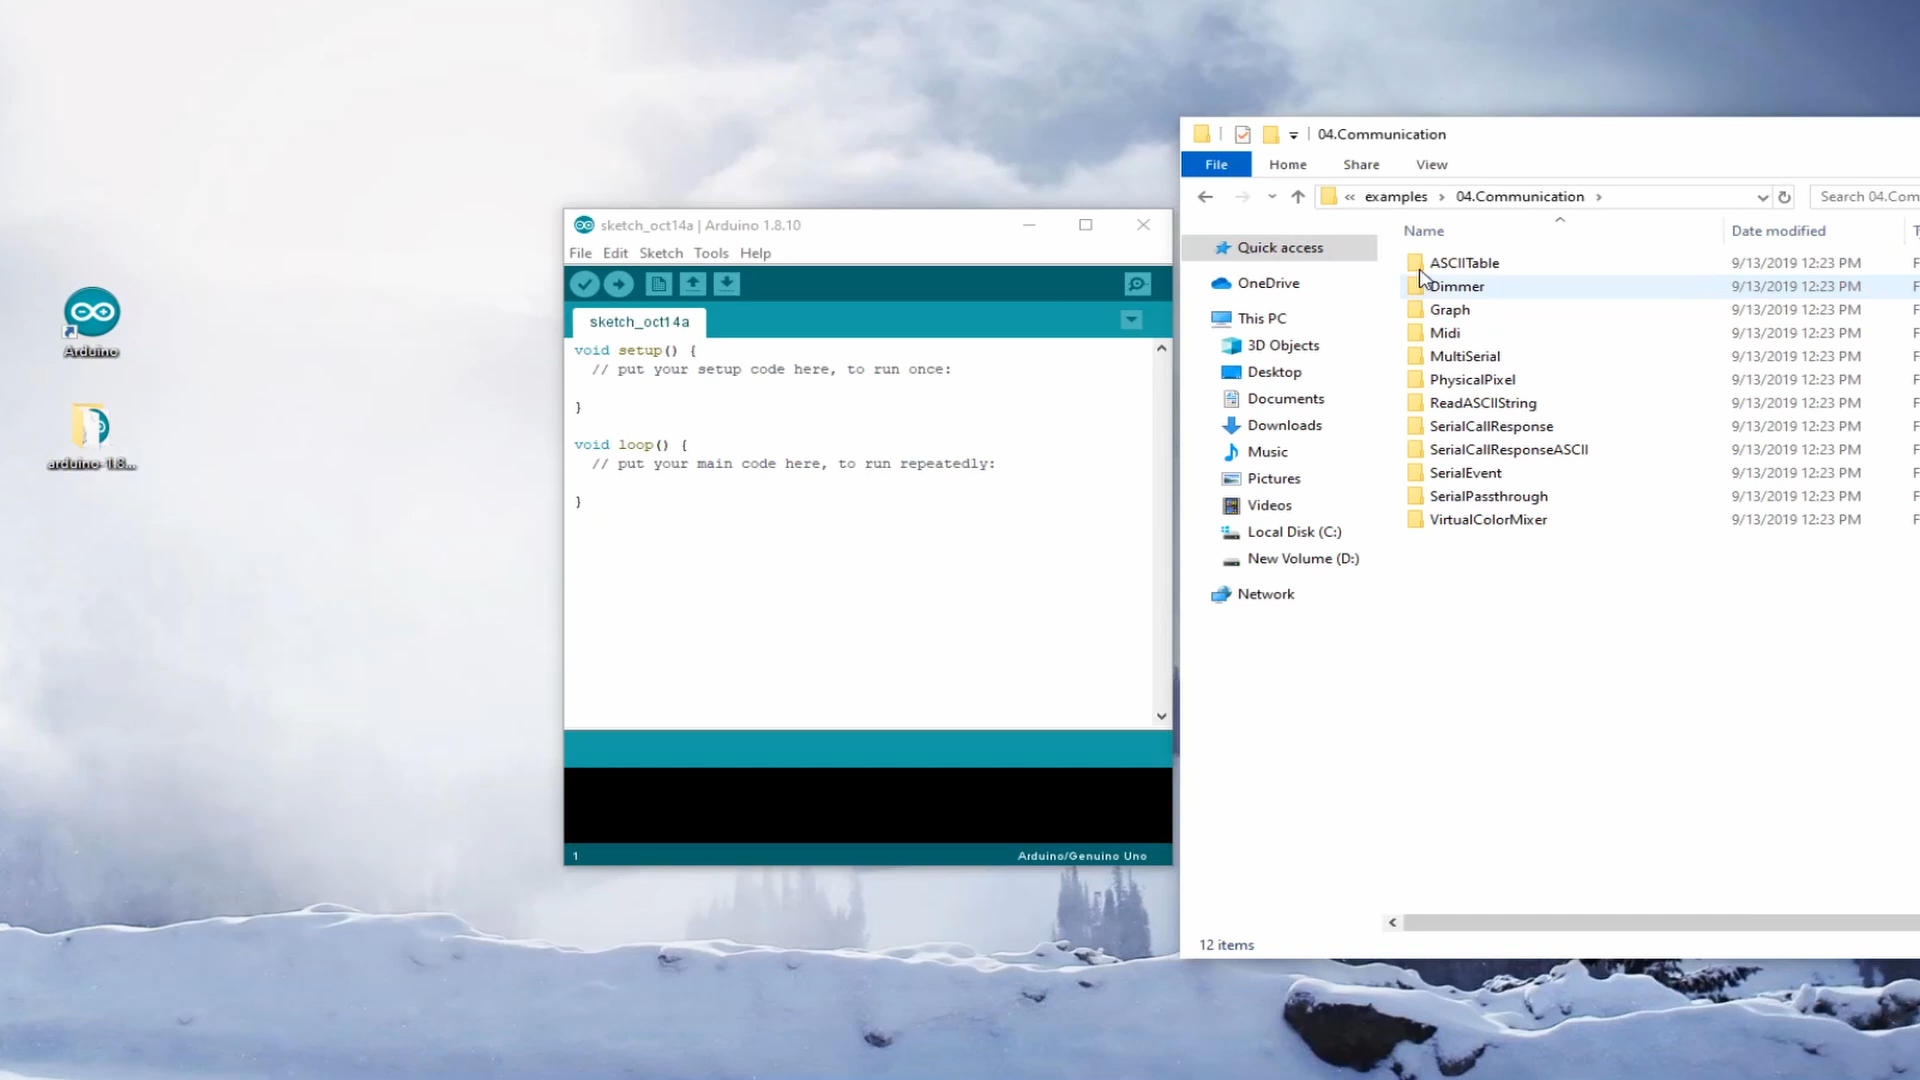 Arduino
arduino-1.8...
sketch_oct14a | Arduino 1.8.10
File Edit Sketch Tools Help
sketch_oct14a
void setup() {
// put your setup code here, to run once:
}
void loop() {
// put your main code here, to run repeatedly:
}
1
Arduino/Genuino Uno
04.Communication
File Home Share View
« examples > 04.Communication >
Search 04.Com
Quick access
OneDrive
This PC
3D Objects
Desktop
Documents
Downloads
Music
Pictures
Videos
Local Disk (C:)
New Volume (D:)
Network
Name Date modified
ASCIITable 9/13/2019 12:23 PM F
Dimmer 9/13/2019 12:23 PM F
Graph 9/13/2019 12:23 PM F
Midi 9/13/2019 12:23 PM F
MultiSerial 9/13/2019 12:23 PM F
PhysicalPixel 9/13/2019 12:23 PM F
ReadASCIIString 9/13/2019 12:23 PM F
SerialCallResponse 9/13/2019 12:23 PM F
SerialCallResponseASCII 9/13/2019 12:23 PM F
SerialEvent 9/13/2019 12:23 PM F
SerialPassthrough 9/13/2019 12:23 PM F
VirtualColorMixer 9/13/2019 12:23 PM F
12 items